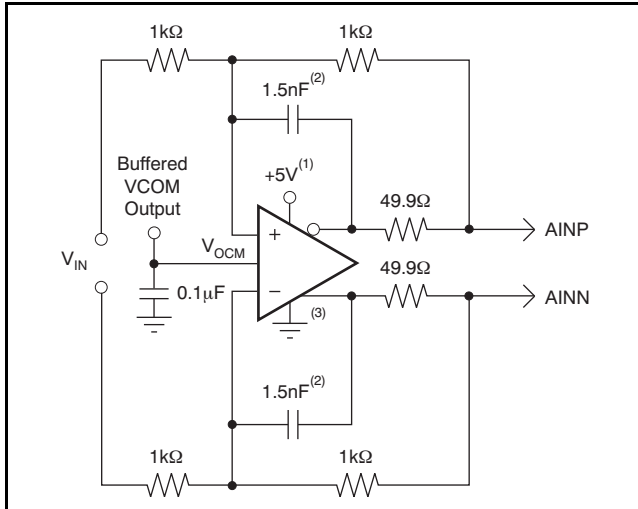 1kΩ
1kΩ
1.5nF(2)
Buffered
VCOM
Output
+5V(1)
49.9Ω
+
AINP
VOCM
VIN
49.9Ω
−
AINN
0.1μF
(3)
1.5nF(2)
1kΩ
1kΩ